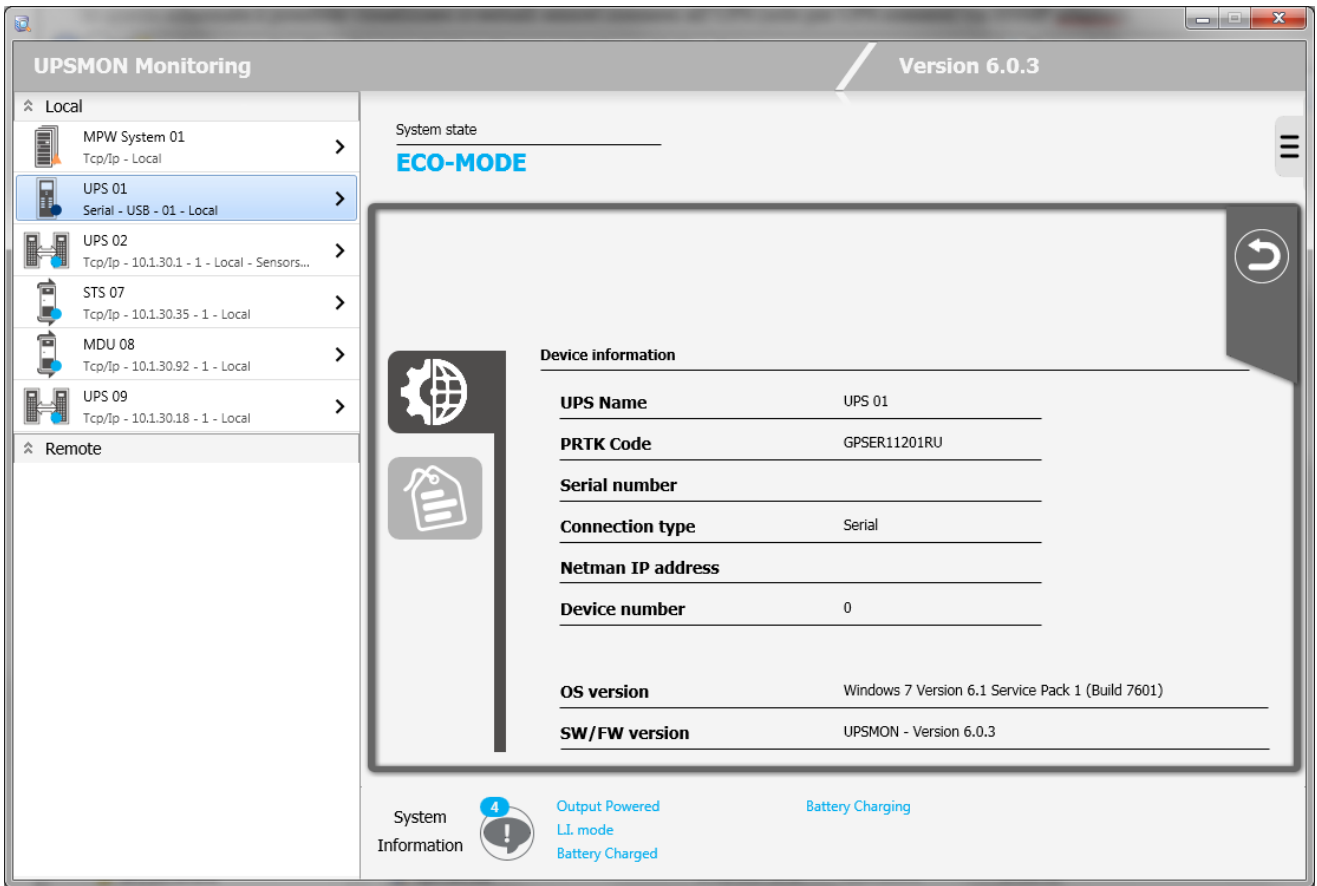 UPSMON Monitoring
Version 6.0.3
Local
MPW System 01
Tcp/Ip - Local
UPS 01
Serial - USB - 01 - Local
UPS 02
Tcp/Ip - 10.1.30.1 - 1 - Local - Sensors...
STS 07
Tcp/Ip - 10.1.30.35 - 1 - Local
MDU 08
Tcp/Ip - 10.1.30.92 - 1 - Local
UPS 09
Tcp/Ip - 10.1.30.18 - 1 - Local
Remote
System state
ECO-MODE
Device information
UPS Name UPS 01
PRTK Code GPSER11201RU
Serial number
Connection type Serial
Netman IP address
Device number 0
OS version Windows 7 Version 6.1 Service Pack 1 (Build 7601)
SW/FW version UPSMON - Version 6.0.3
System
Information
4
Output Powered Battery Charging
L.I. mode
Battery Charged